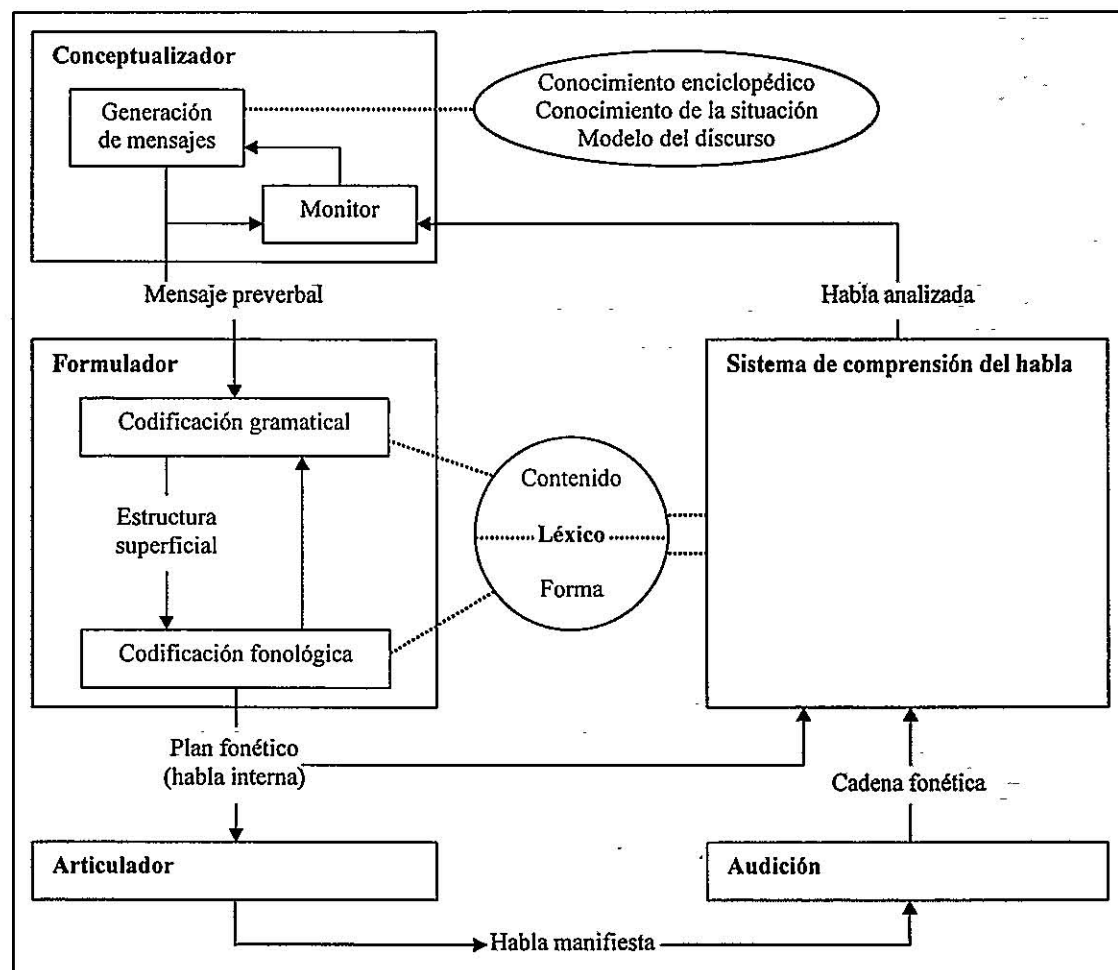 Conceptualizador
Generación
de mensajes
Monitor
Conocimiento enciclopédico
Conocimiento de la situación
Modelo del discurso
Mensaje preverbal
Habla analizada
Formulador
Codificación gramatical
Estructura
superficial
Codificación fonológica
Contenido
Léxico
Forma
Sistema de comprensión del habla
Plan fonético
(habla interna)
Cadena fonética
Articulador
Audición
Habla manifiesta